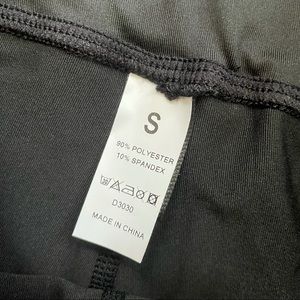 S
90% POLYESTER
10% SPANDEX
D3030
MADE IN CHINA